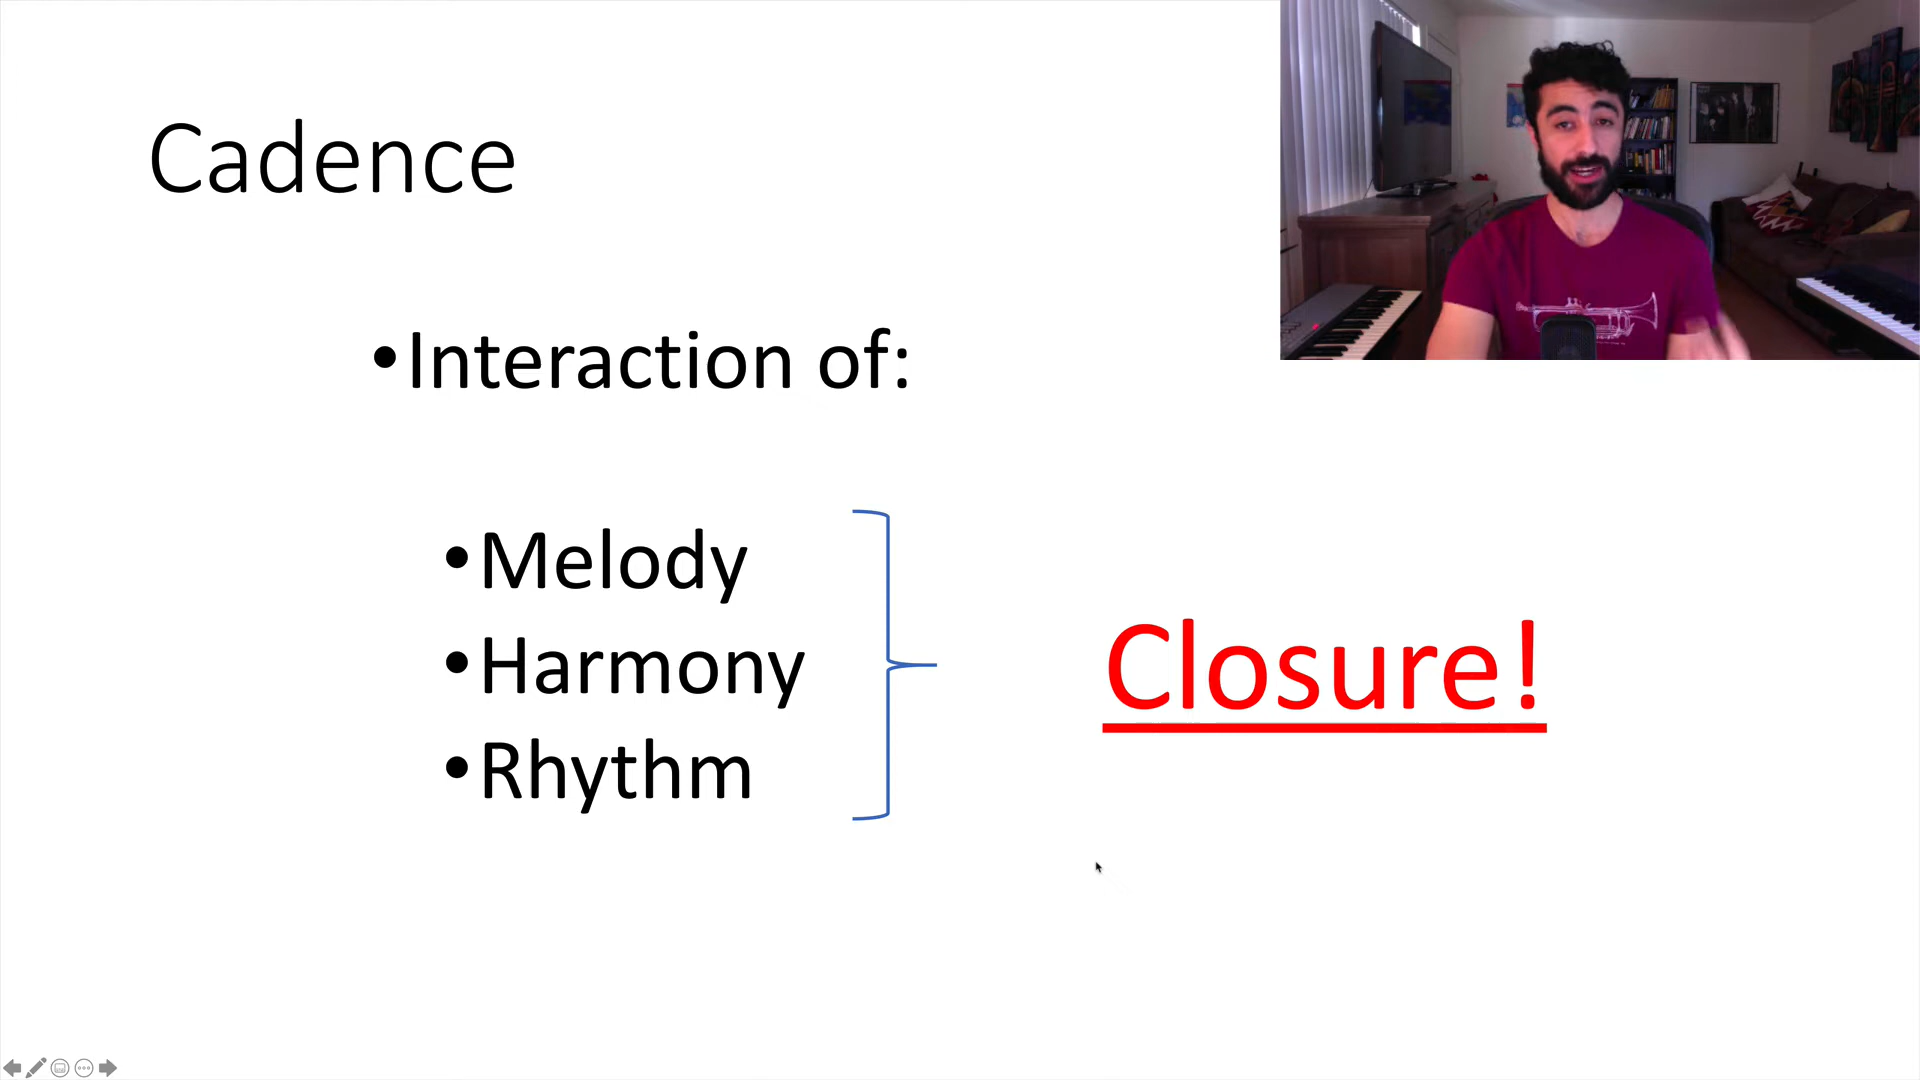 Cadence
•Interaction of:
•Melody
•Harmony
•Rhythm
Closure!